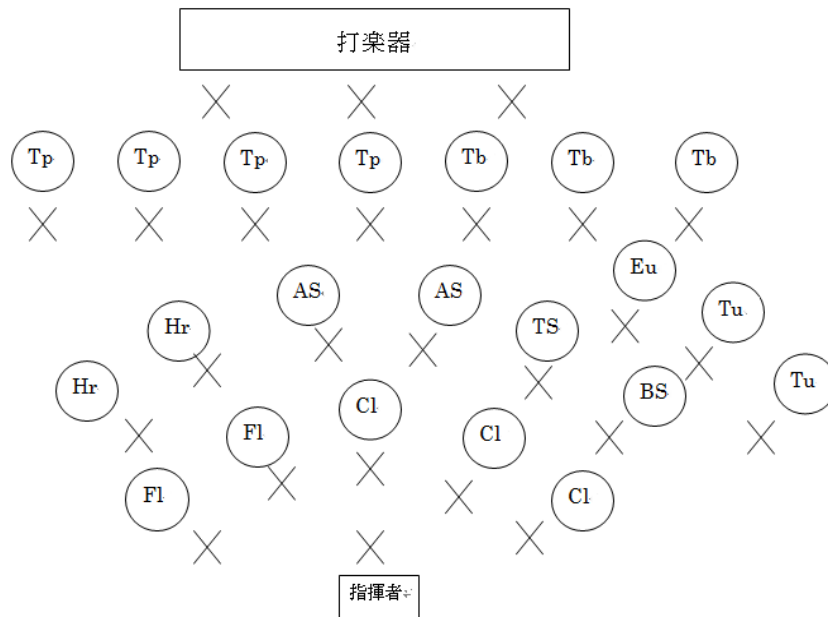 打楽器
Tp Tp Tp Tp Tb Tb Tb
Eu
AS AS Tu
Hr TS
Hr Cl BS Tu
Fl Cl
Fl Cl
指揮者